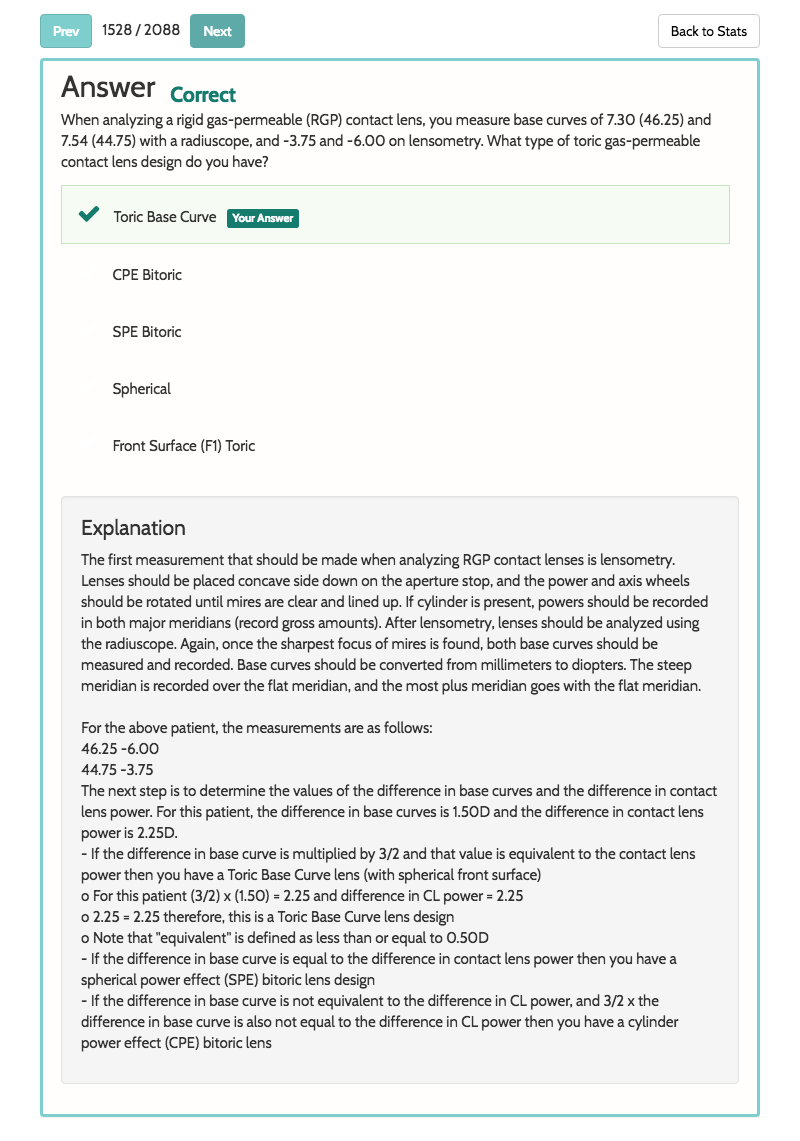 Prev 1528 / 2088 Next Back to Stats
Answer Correct
When analyzing a rigid gas-permeable (RGP) contact lens, you measure base curves of 7.30 (46.25) and
7.54 (44.75) with a radiuscope, and -3.75 and -6.00 on lensometry. What type of toric gas-permeable
contact lens design do you have?
Toric Base Curve Your Answer
CPE Bitoric
SPE Bitoric
Spherical
Front Surface (F1) Toric
Explanation
The first measurement that should be made when analyzing RGP contact lenses is lensometry.
Lenses should be placed concave side down on the aperture stop, and the power and axis wheels
should be rotated until mires are clear and lined up. If cylinder is present, powers should be recorded
in both major meridians (record gross amounts). After lensometry, lenses should be analyzed using
the radiuscope. Again, once the sharpest focus of mires is found, both base curves should be
measured and recorded. Base curves should be converted from millimeters to diopters. The steep
meridian is recorded over the flat meridian, and the most plus meridian goes with the flat meridian.
For the above patient, the measurements are as follows:
46.25 -6.00
44.75 -3.75
The next step is to determine the values of the difference in base curves and the difference in contact
lens power. For this patient, the difference in base curves is 1.50D and the difference in contact lens
power is 2.25D.
- If the difference in base curve is multiplied by 3/2 and that value is equivalent to the contact lens
power then you have a Toric Base Curve lens (with spherical front surface)
o For this patient (3/2) x (1.50) = 2.25 and difference in CL power = 2.25
o 2.25 = 2.25 therefore, this is a Toric Base Curve lens design
o Note that "equivalent" is defined as less than or equal to 0.50D
- If the difference in base curve is equal to the difference in contact lens power then you have a
spherical power effect (SPE) bitoric lens design
- If the difference in base curve is not equivalent to the difference in CL power, and 3/2 x the
difference in base curve is also not equal to the difference in CL power then you have a cylinder
power effect (CPE) bitoric lens